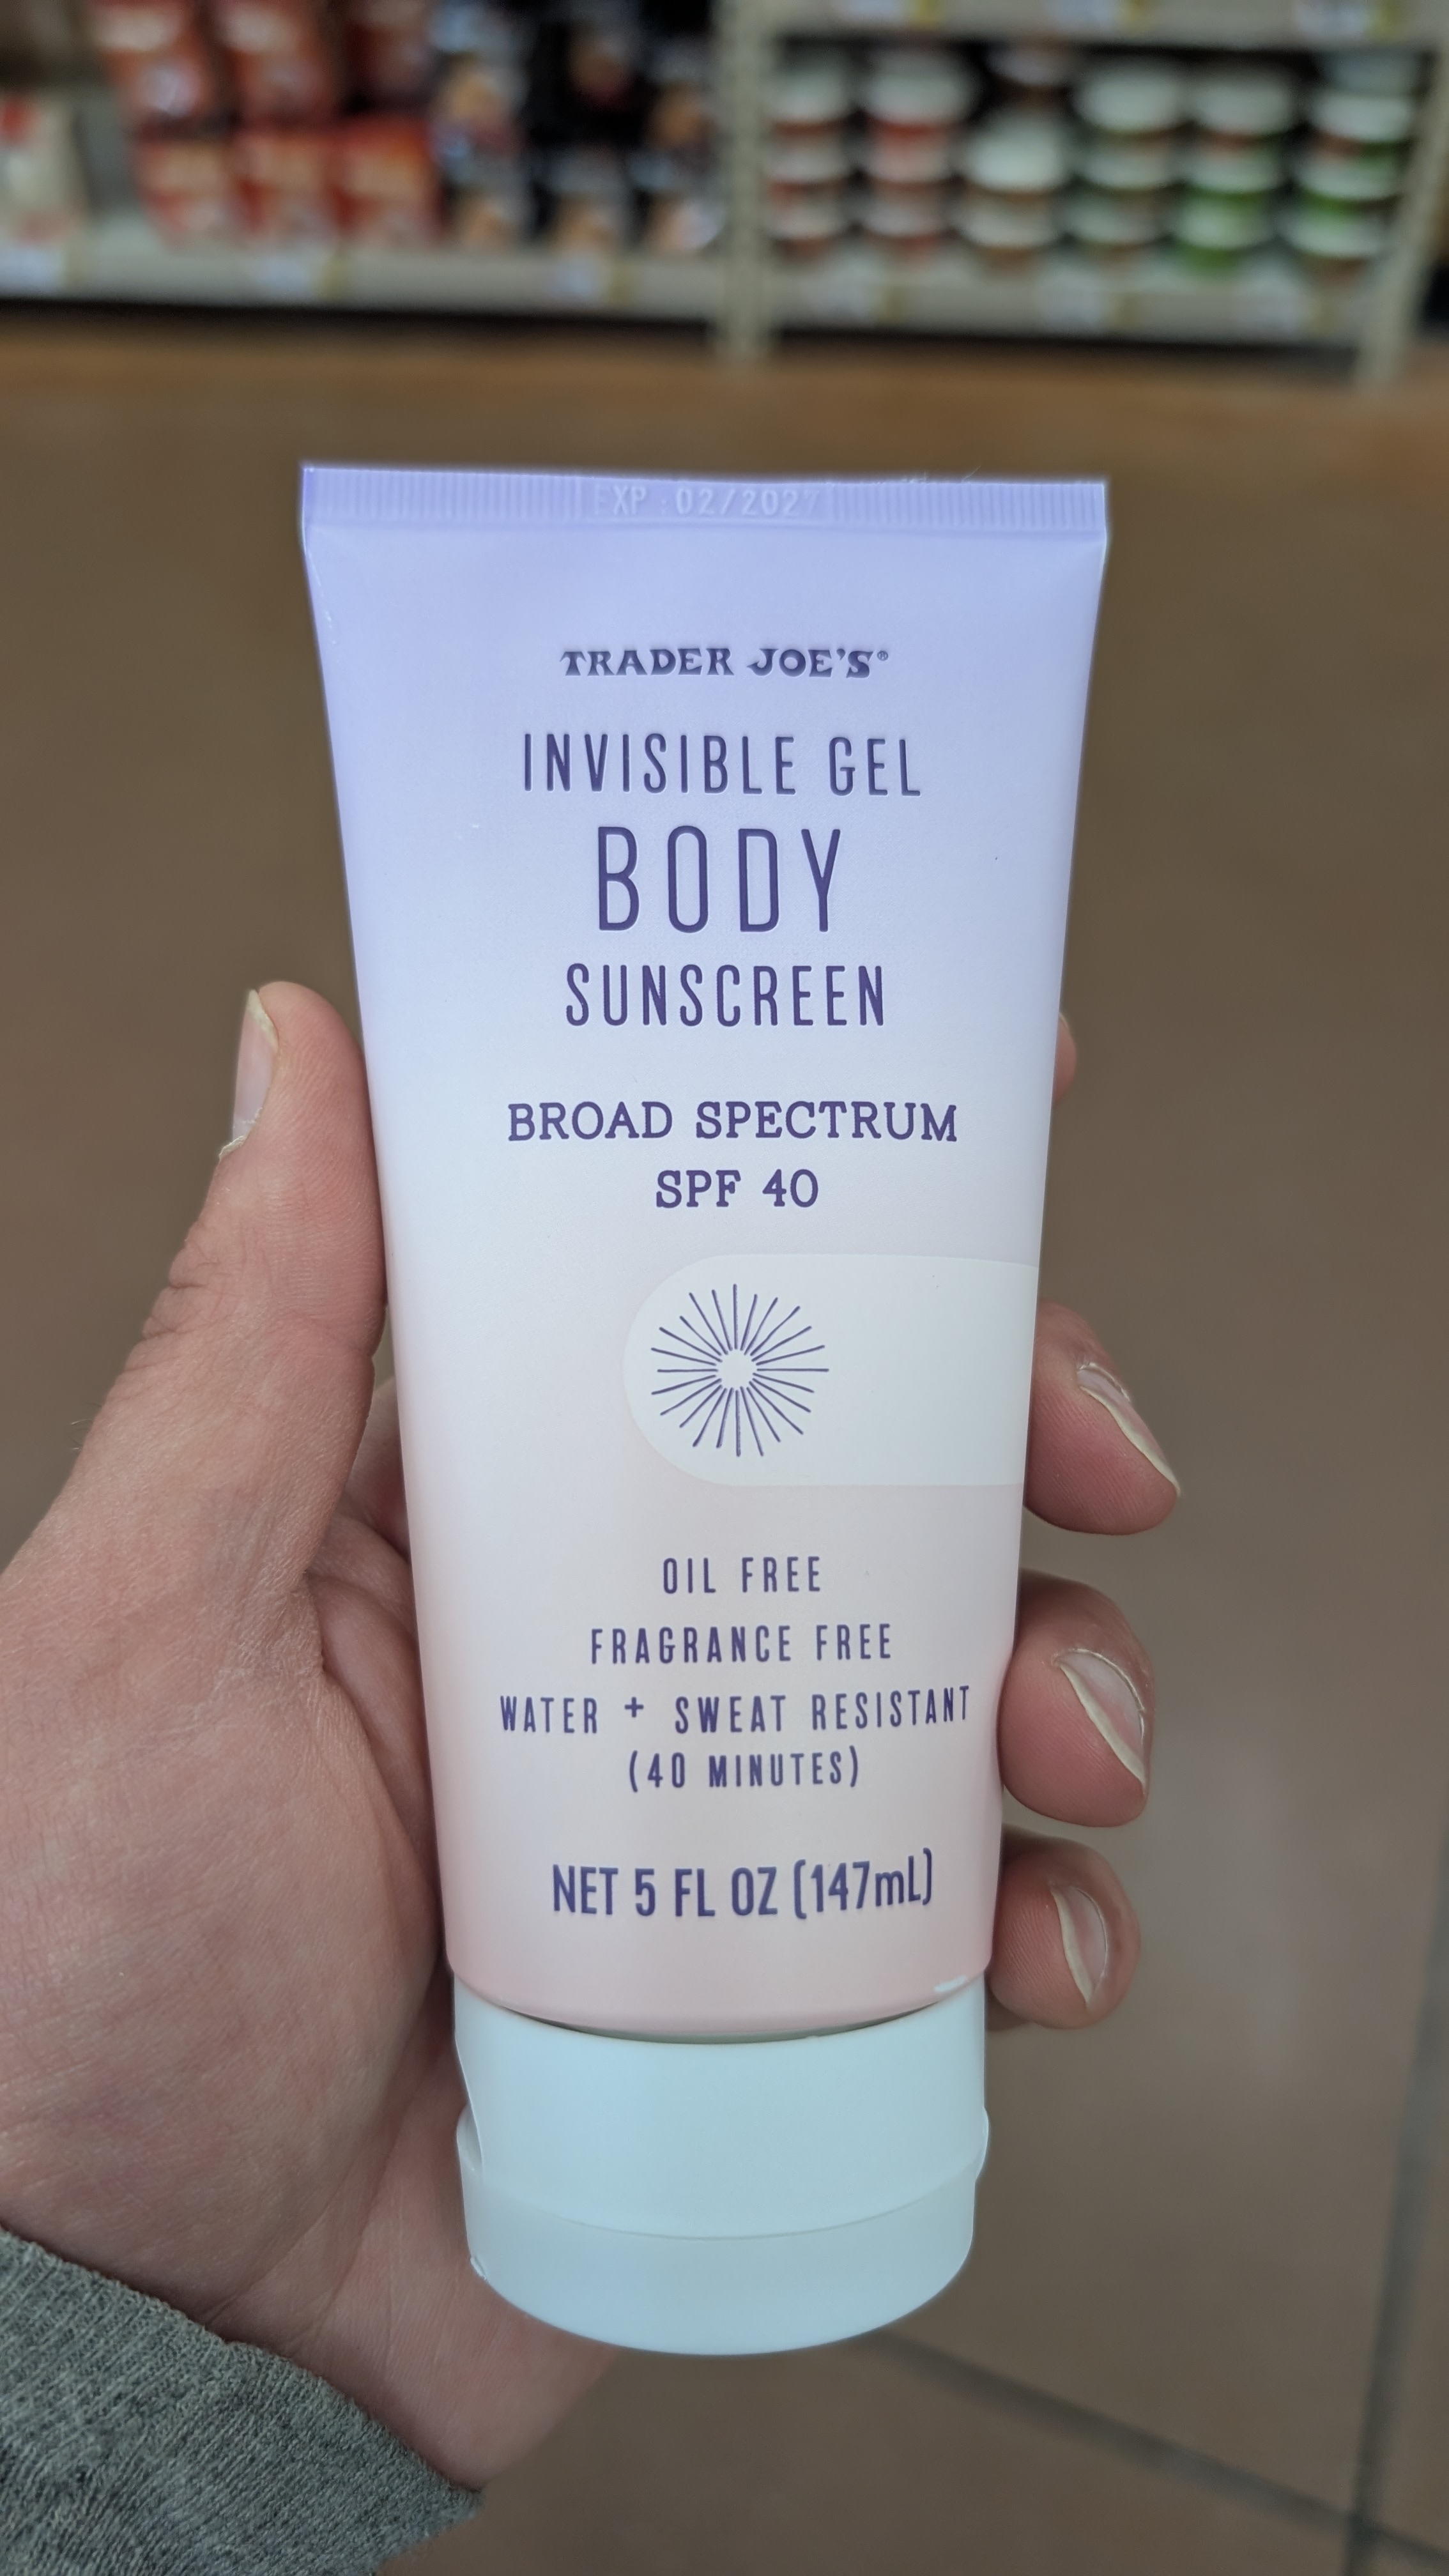 EXP 02/2027
TRADER JOE'S®
INVISIBLE GEL
BODY
SUNSCREEN
BROAD SPECTRUM
SPF 40
OIL FREE
FRAGRANCE FREE
WATER + SWEAT RESISTANT
(40 MINUTES)
NET 5 FL OZ (147mL)